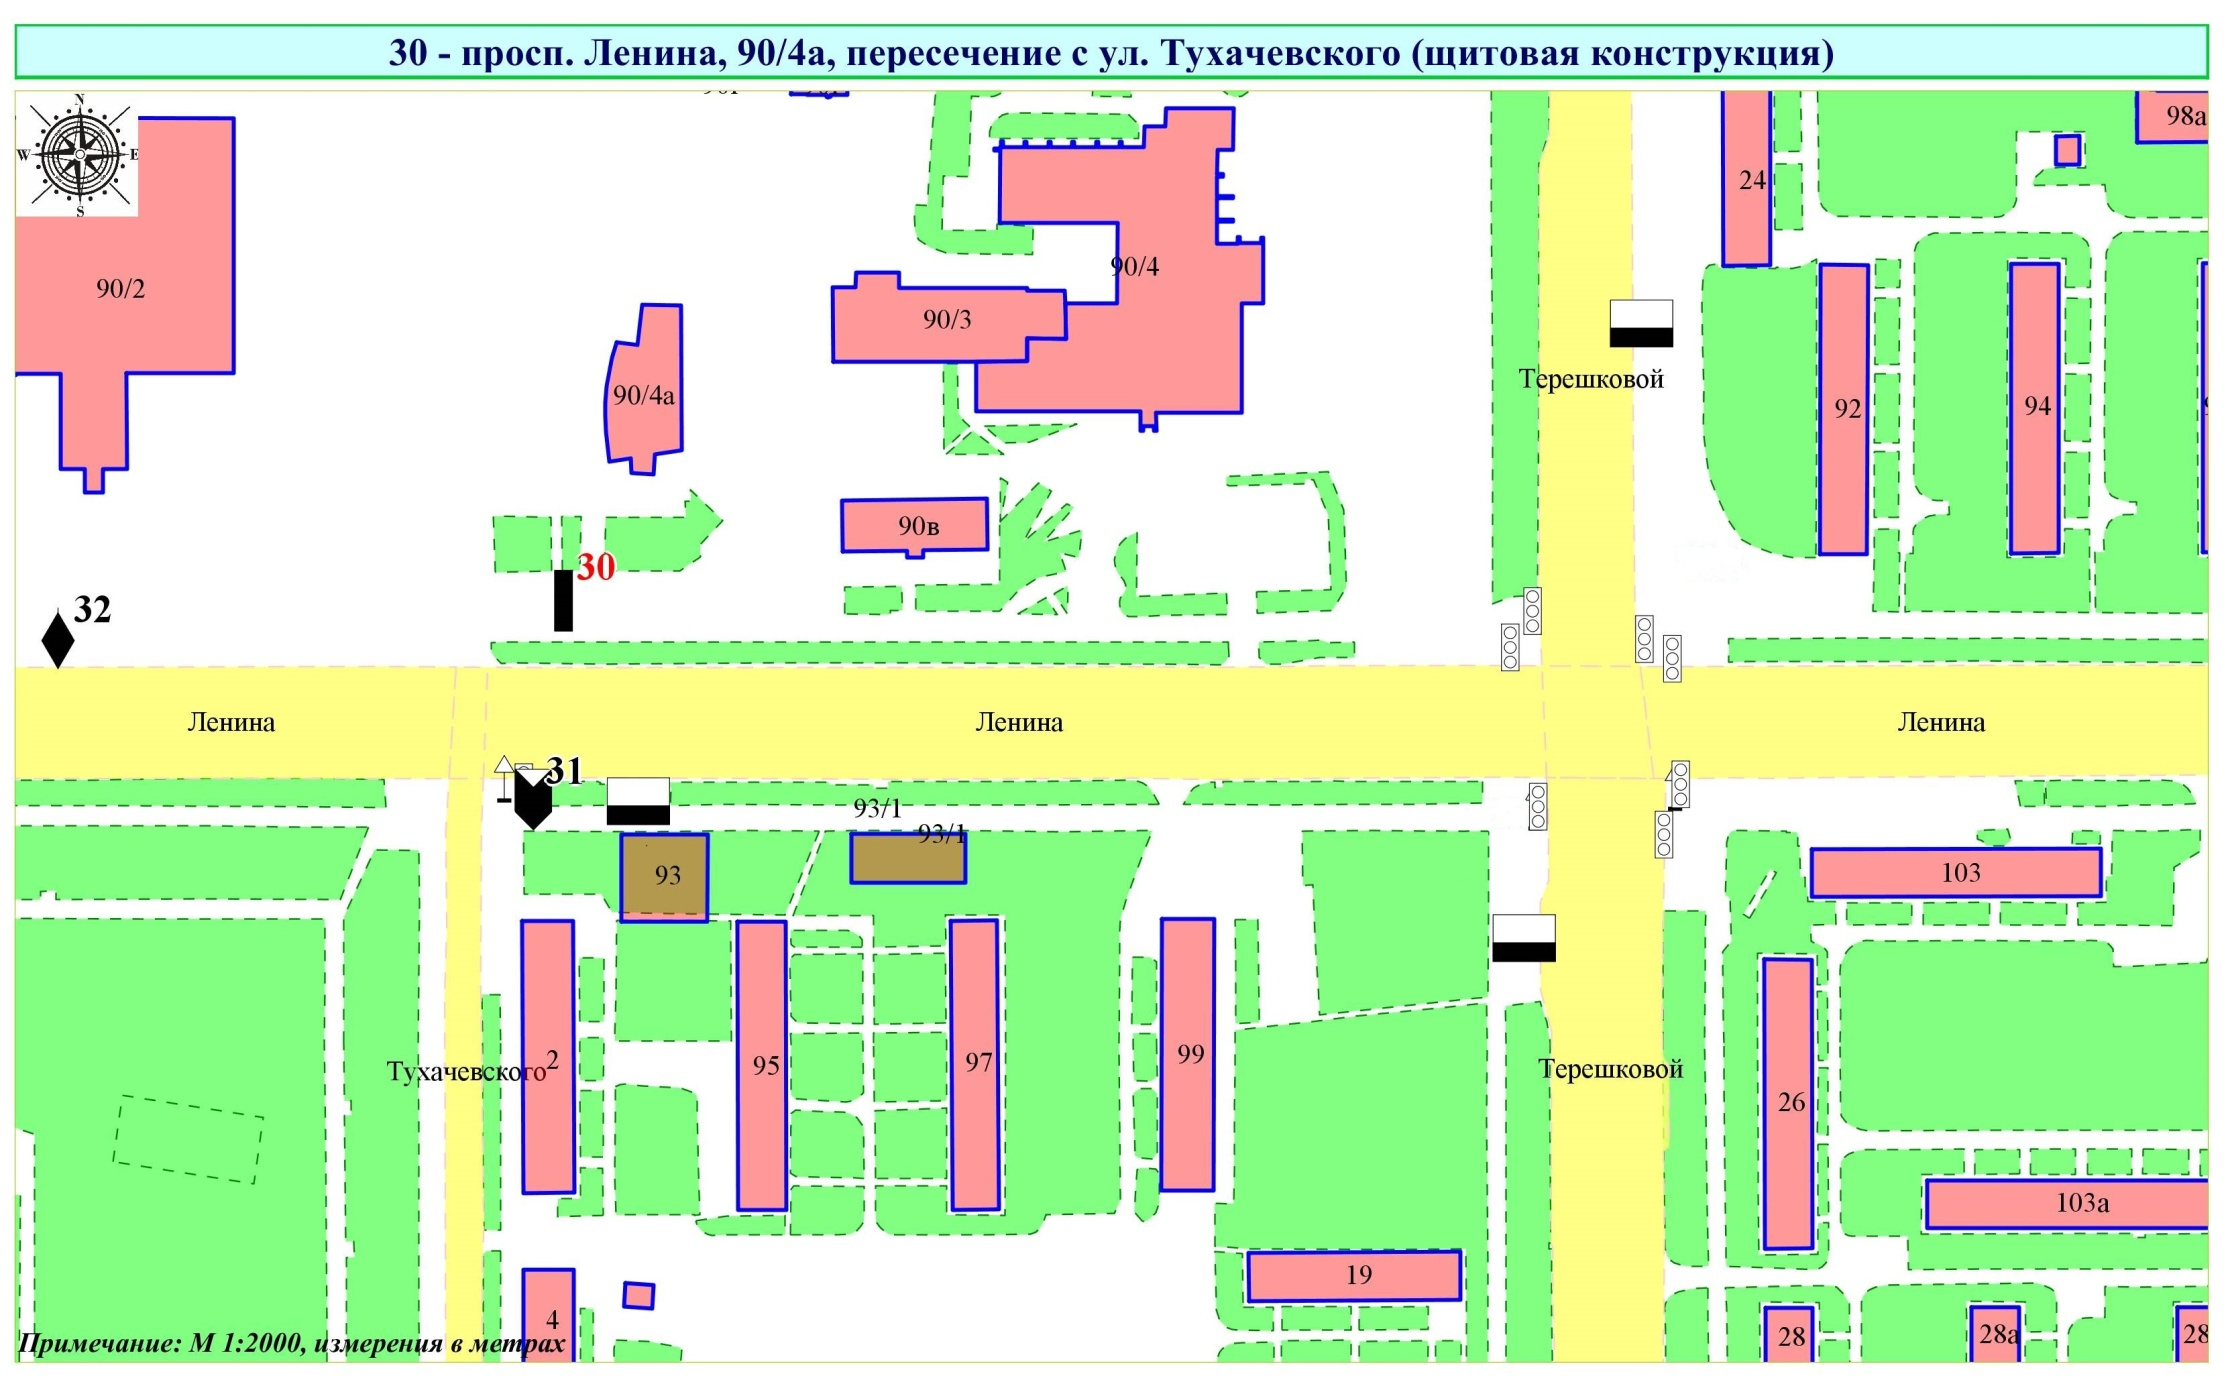 30 - просп. Ленина, 90/4а, пересечение с ул. Тухачевского (щитовая конструкция)
N
W E
S
98а
24
90/2
90/4
90/3
90/4а
Терешковой
92
94
90в
30
32
Ленина
Ленина
Ленина
31
93/1
93/1
93
103
2
95
97
99
Тухачевского
Терешковой
26
103а
19
4
28
28а
28
Примечание: М 1:2000, измерения в метрах